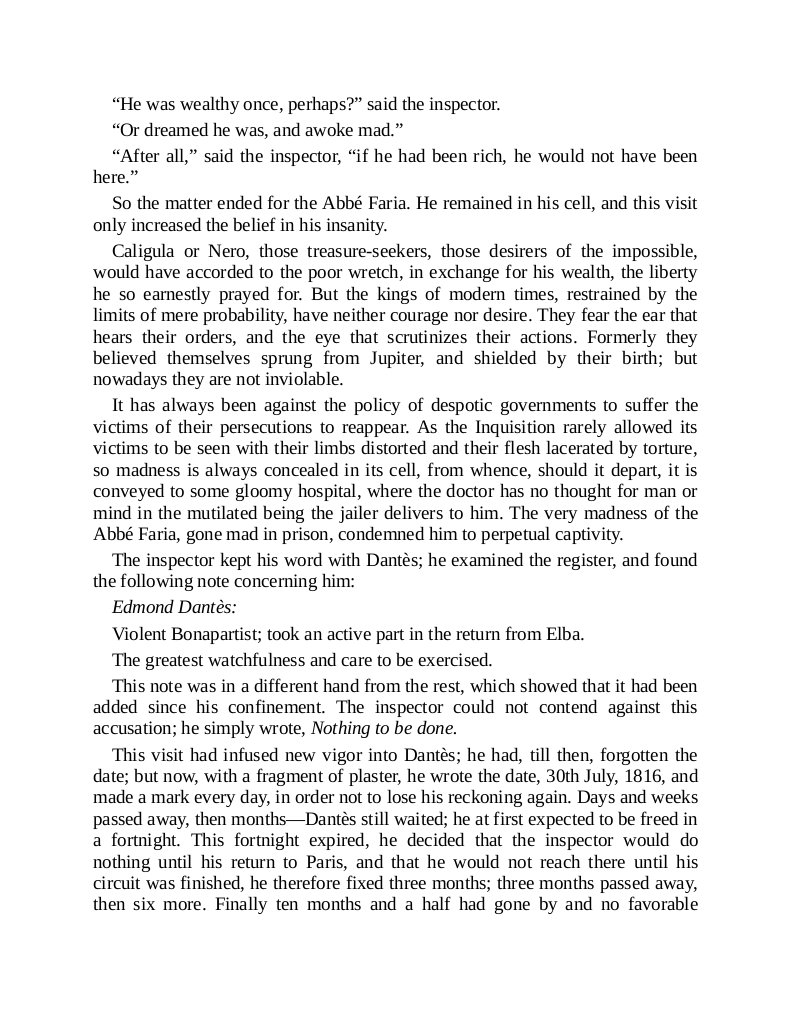 “He was wealthy once, perhaps?” said the inspector.
“Or dreamed he was, and awoke mad.”
“After all,” said the inspector, “if he had been rich, he would not have been
here.”
So the matter ended for the Abbé Faria. He remained in his cell, and this visit
only increased the belief in his insanity.
Caligula or Nero, those treasure-seekers, those desirers of the impossible,
would have accorded to the poor wretch, in exchange for his wealth, the liberty
he so earnestly prayed for. But the kings of modern times, restrained by the
limits of mere probability, have neither courage nor desire. They fear the ear that
hears their orders, and the eye that scrutinizes their actions. Formerly they
believed themselves sprung from Jupiter, and shielded by their birth; but
nowadays they are not inviolable.
It has always been against the policy of despotic governments to suffer the
victims of their persecutions to reappear. As the Inquisition rarely allowed its
victims to be seen with their limbs distorted and their flesh lacerated by torture,
so madness is always concealed in its cell, from whence, should it depart, it is
conveyed to some gloomy hospital, where the doctor has no thought for man or
mind in the mutilated being the jailer delivers to him. The very madness of the
Abbé Faria, gone mad in prison, condemned him to perpetual captivity.
The inspector kept his word with Dantès; he examined the register, and found
the following note concerning him:
Edmond Dantès:
Violent Bonapartist; took an active part in the return from Elba.
The greatest watchfulness and care to be exercised.
This note was in a different hand from the rest, which showed that it had been
added since his confinement. The inspector could not contend against this
accusation; he simply wrote, Nothing to be done.
This visit had infused new vigor into Dantès; he had, till then, forgotten the
date; but now, with a fragment of plaster, he wrote the date, 30th July, 1816, and
made a mark every day, in order not to lose his reckoning again. Days and weeks
passed away, then months—Dantès still waited; he at first expected to be freed in
a fortnight. This fortnight expired, he decided that the inspector would do
nothing until his return to Paris, and that he would not reach there until his
circuit was finished, he therefore fixed three months; three months passed away,
then six more. Finally ten months and a half had gone by and no favorable